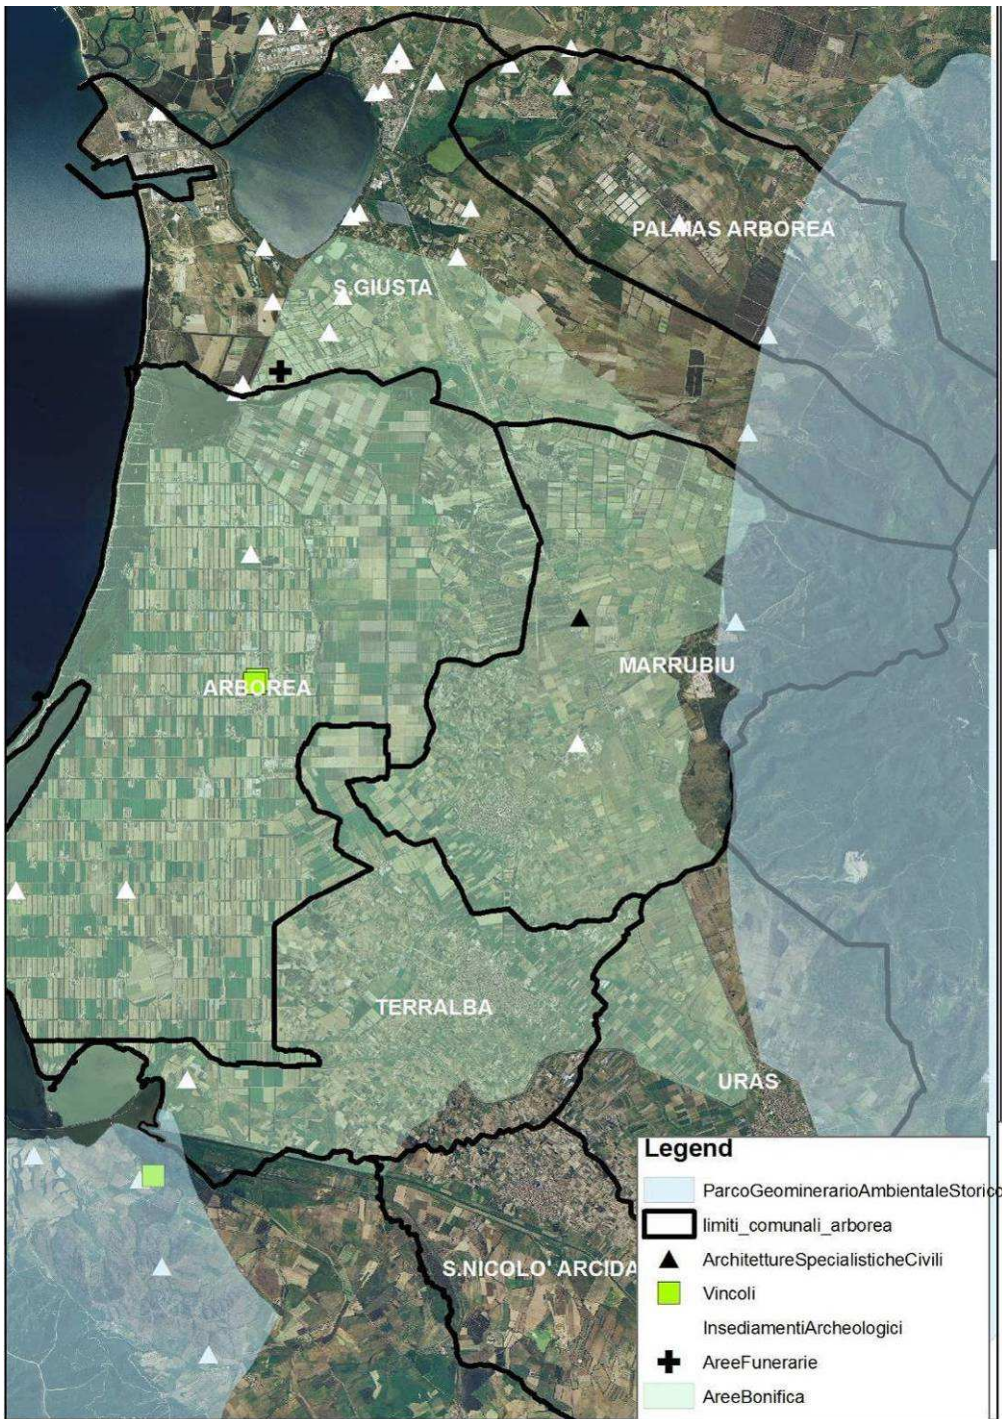 PALMAS ARBOREA
S.GIUSTA
MARRUBIU
ARBOREA
TERRALBA
URAS
S.NICOLO' ARCIDA
Legend
ParcoGeominerarioAmbientaleStorico
limiti_comunali_arborea
ArchitettureSpecialisticheCivili
Vincoli
InsediamentiArcheologici
AreeFunerarie
AreeBonifica